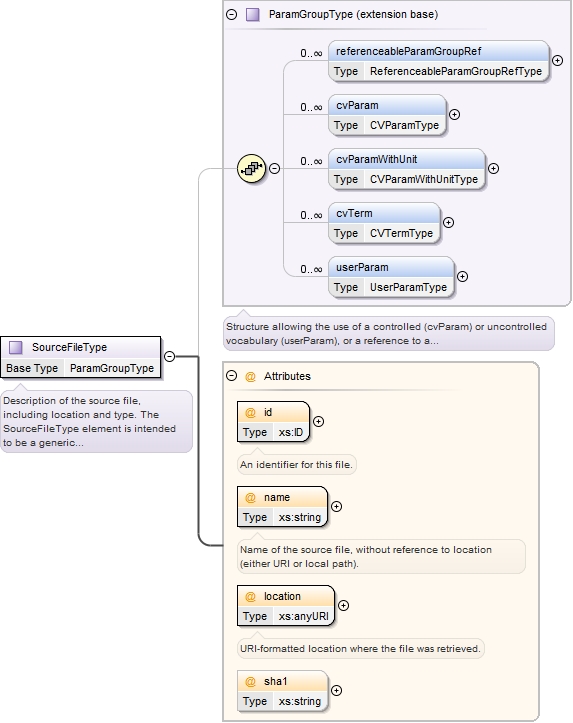 ParamGroupType (extension base)
0..∞
referenceableParamGroupRef
Type ReferenceableParamGroupRefType
0..∞
cvParam
Type CVParamType
0..∞
cvParamWithUnit
Type CVParamWithUnitType
0..∞
cvTerm
Type CVTermType
0..∞
userParam
Type UserParamType
Structure allowing the use of a controlled (cvParam) or uncontrolled
vocabulary (userParam), or a reference to a...
SourceFileType
Base Type ParamGroupType
Description of the source file,
including location and type. The
SourceFileType element is intended
to be a generic...
@ Attributes
@ id
Type xs:ID
An identifier for this file.
@ name
Type xs:string
Name of the source file, without reference to location
(either URI or local path).
@ location
Type xs:anyURI
URI-formatted location where the file was retrieved.
@ sha1
Type xs:string